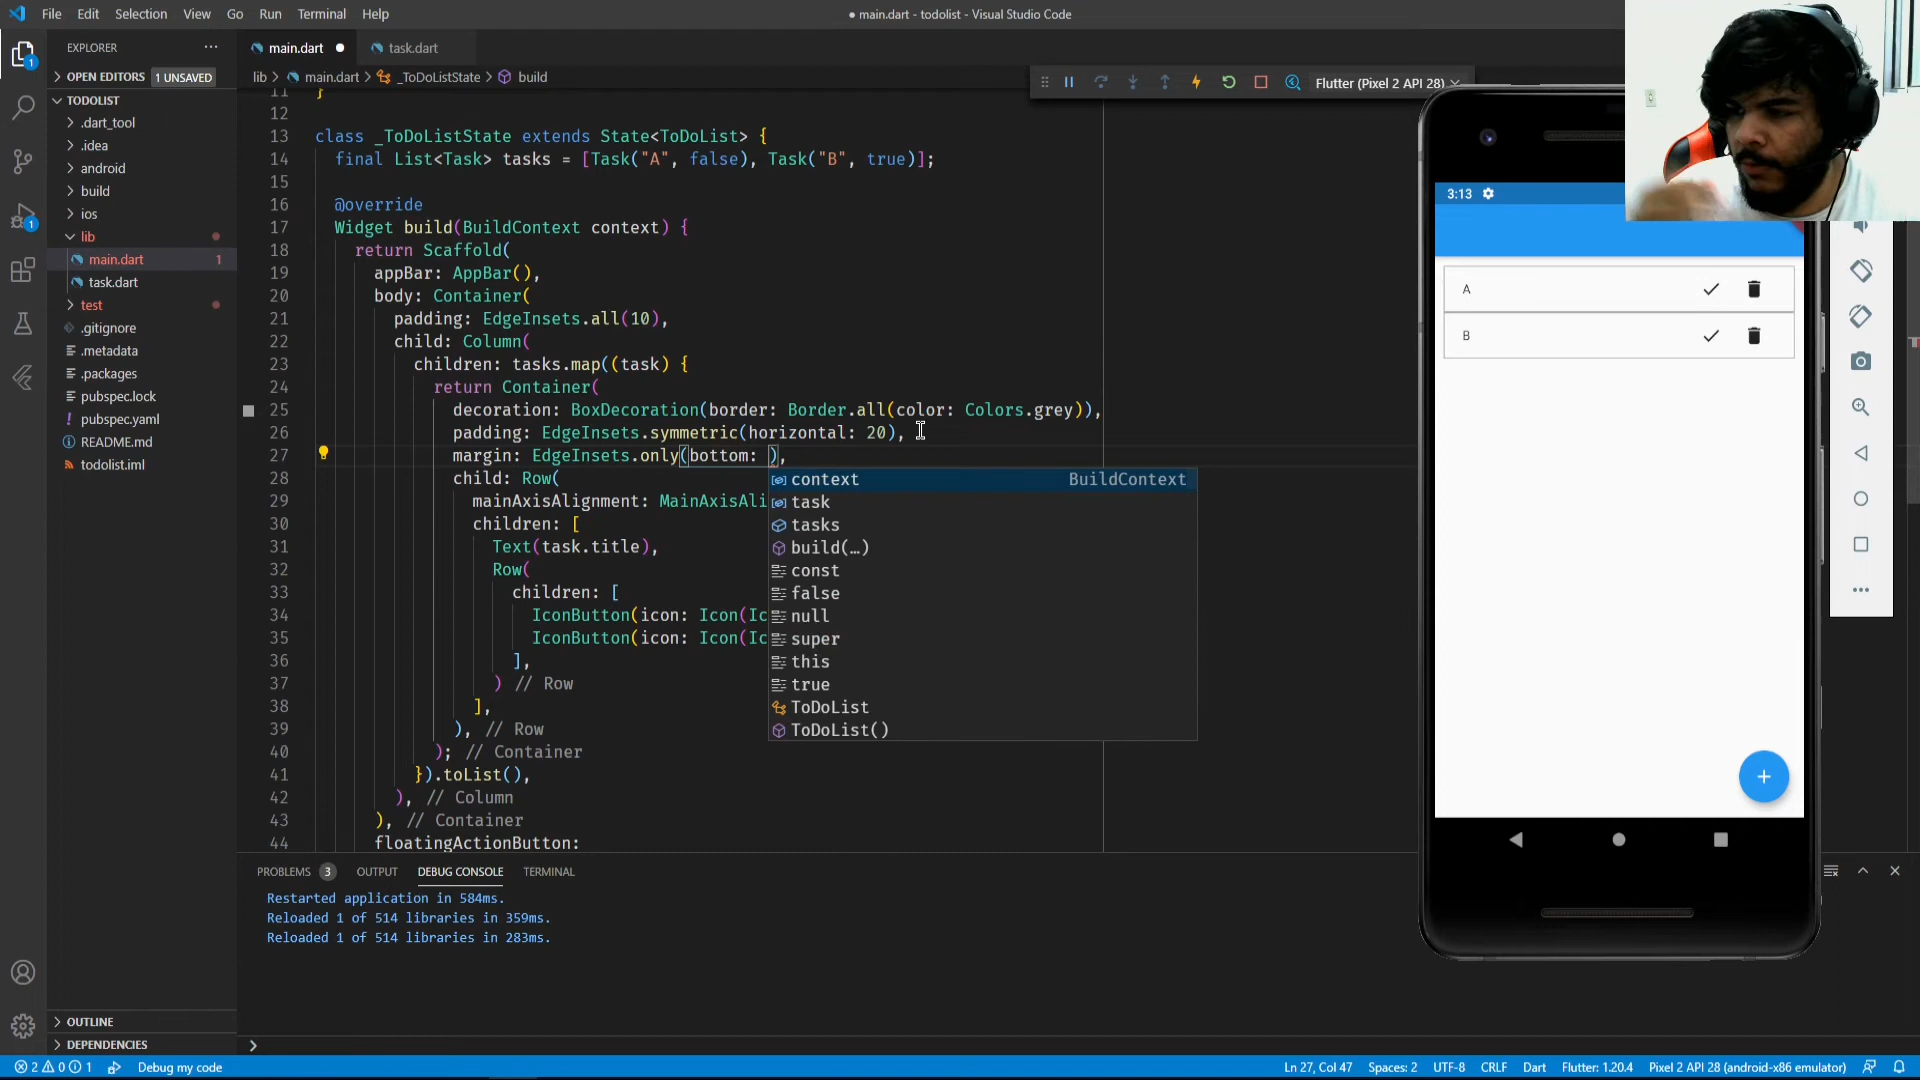 File Edit Selection View Go Run Terminal Help
● main.dart - todolist - Visual Studio Code
EXPLORER
OPEN EDITORS 1 UNSAVED
TODOLIST
.dart_tool
.idea
android
build
ios
lib
main.dart 1
task.dart
test
.gitignore
.metadata
.packages
pubspec.lock
pubspec.yaml
README.md
todolist.iml
OUTLINE
DEPENDENCIES
1
1
main.dart ●
task.dart
lib > main.dart > _ToDoListState > build
Flutter (Pixel 2 API 28)
11 }
12
13 class _ToDoListState extends State<ToDoList> {
14 final List<Task> tasks = [Task("A", false), Task("B", true)];
15
16 @override
17 Widget build(BuildContext context) {
18 return Scaffold(
19 appBar: AppBar(),
20 body: Container(
21 padding: EdgeInsets.all(10),
22 child: Column(
23 children: tasks.map((task) {
24 return Container(
25 decoration: BoxDecoration(border: Border.all(color: Colors.grey)),
26 padding: EdgeInsets.symmetric(horizontal: 20),
27 margin: EdgeInsets.only(bottom: ),
28 child: Row(
29 mainAxisAlignment: MainAxisAli
30 children: [
31 Text(task.title),
32 Row(
33 children: [
34 IconButton(icon: Icon(Ic
35 IconButton(icon: Icon(Ic
36 ],
37 ) // Row
38 ],
39 ), // Row
40 ); // Container
41 }).toList(),
42 ), // Column
43 ), // Container
44 floatingActionButton:
context BuildContext
task
tasks
build(…)
const
false
null
super
this
true
ToDoList
ToDoList()
3:13
A
B
PROBLEMS 3 OUTPUT DEBUG CONSOLE TERMINAL
Restarted application in 584ms.
Reloaded 1 of 514 libraries in 359ms.
Reloaded 1 of 514 libraries in 283ms.
2 0 1 Debug my code
Ln 27, Col 47 Spaces: 2 UTF-8 CRLF Dart Flutter: 1.20.4 Pixel 2 API 28 (android-x86 emulator)